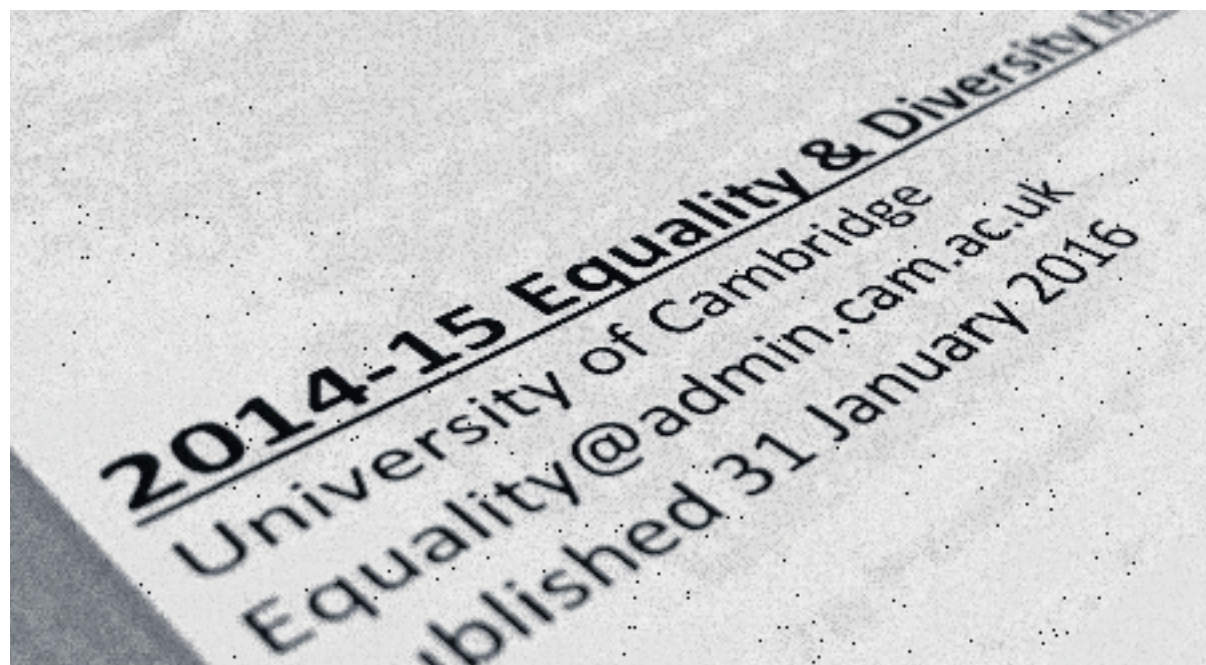 2014-15 Equality & Diversity
University of Cambridge
Equality@admin.cam.ac.uk
ublished 31 January 2016